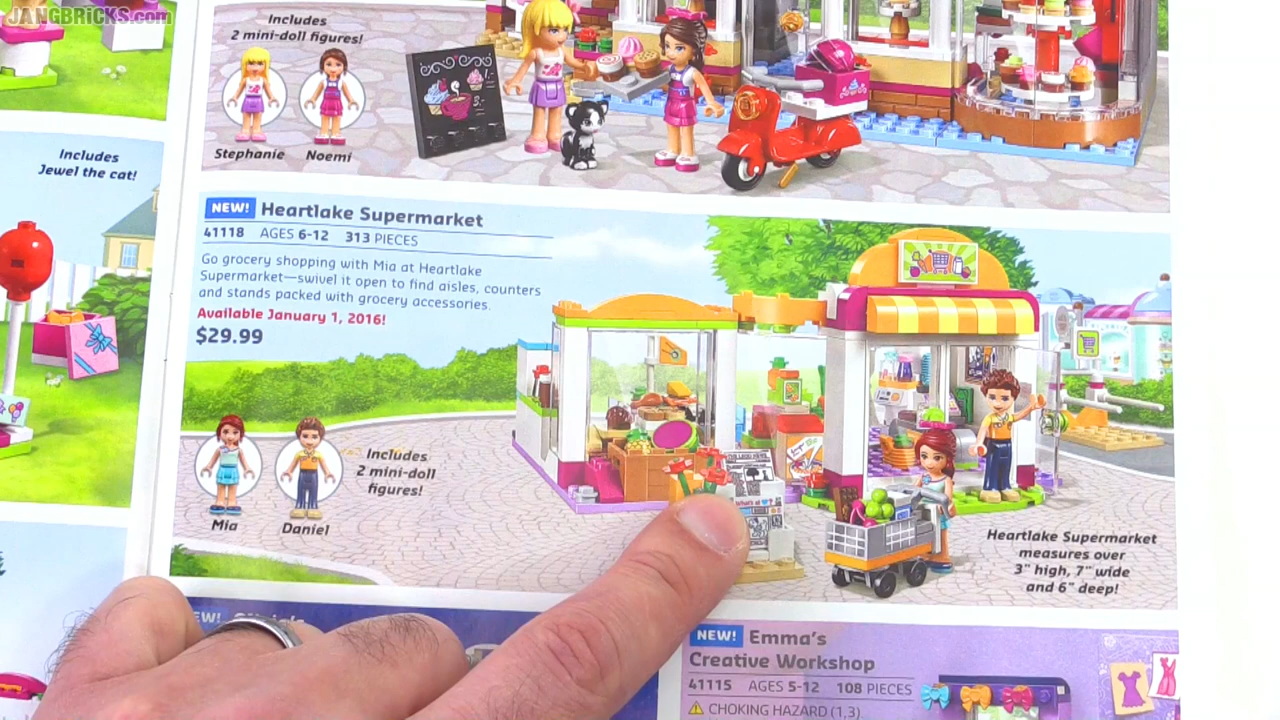 JANGBRiCKS.com
Includes
2 mini-doll figures!
Stephanie Noemi
Includes
Jewel the cat!
NEW! Heartlake Supermarket
41118 AGES 6-12 313 PIECES
Go grocery shopping with Mia at Heartlake
Supermarket—swivel it open to find aisles, counters
and stands packed with grocery accessories.
Available January 1, 2016!
$29.99
Includes
2 mini-doll
figures!
Mia Daniel
Heartlake Supermarket
measures over
3" high, 7" wide
and 6" deep!
NEW! Emma's
Creative Workshop
41115 AGES 5-12 108 PIECES
CHOKING HAZARD (1,3)